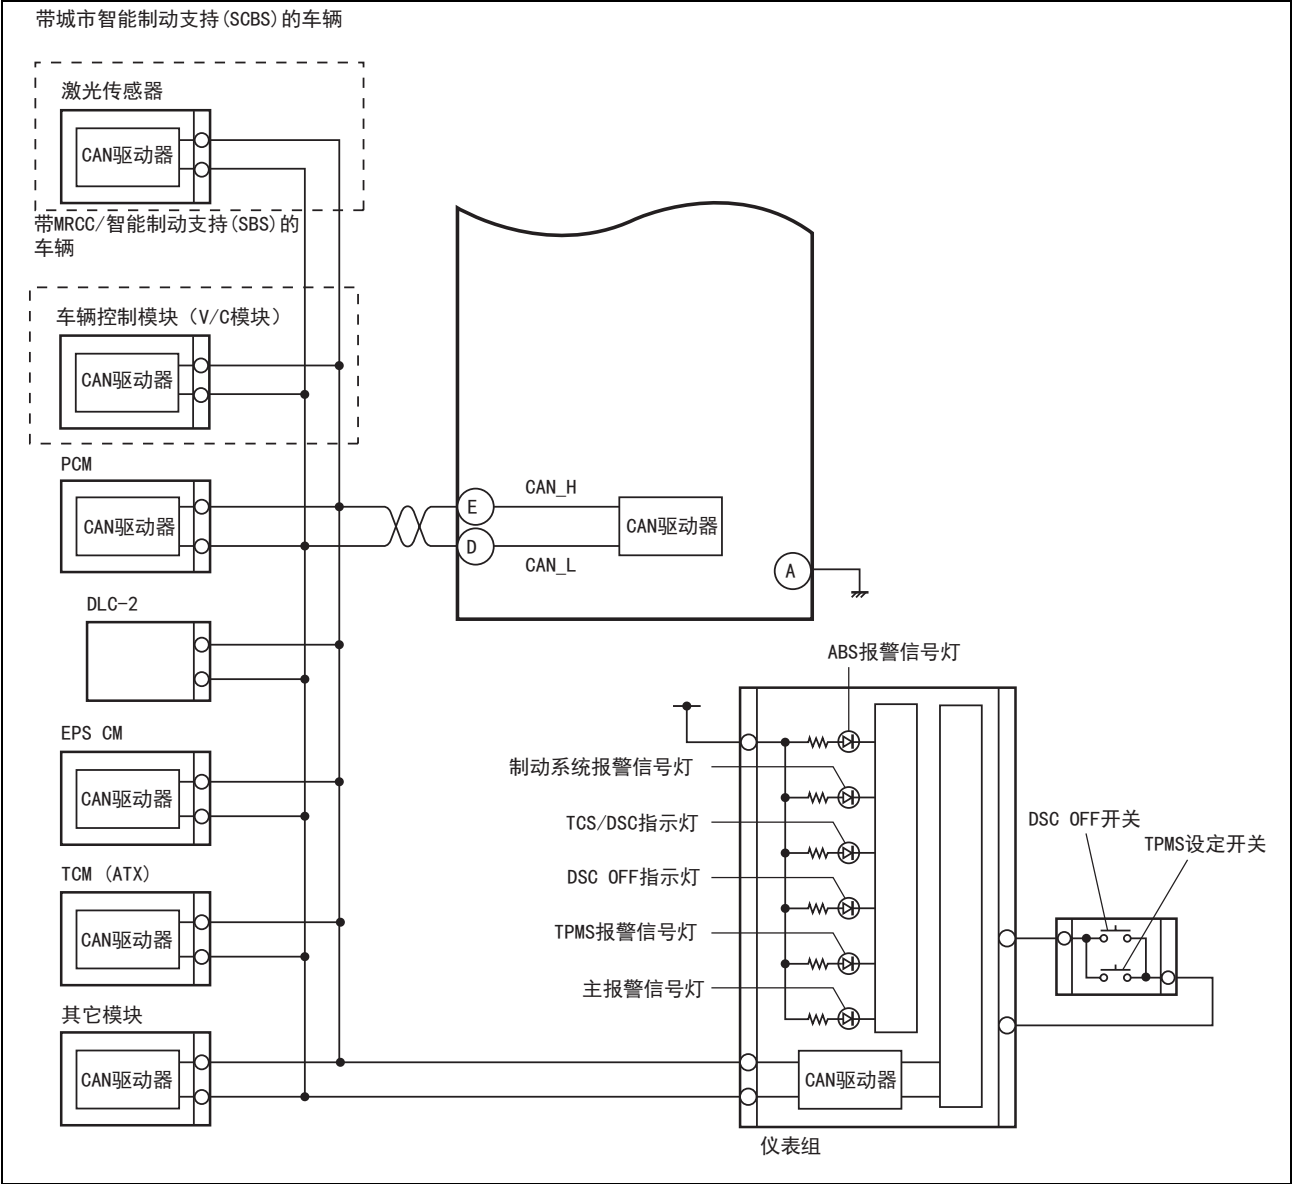 带城市智能制动支持(SCBS)的车辆
激光传感器
CAN驱动器
带MRCC/智能制动支持(SBS)的
车辆
车辆控制模块（V/C模块）
CAN驱动器
PCM
CAN驱动器
E
CAN_H
CAN驱动器
D
CAN_L
A
DLC-2
EPS CM
CAN驱动器
TCM (ATX)
CAN驱动器
其它模块
CAN驱动器
ABS报警信号灯
制动系统报警信号灯
TCS/DSC指示灯
DSC OFF指示灯
TPMS报警信号灯
主报警信号灯
DSC OFF开关
TPMS设定开关
CAN驱动器
仪表组